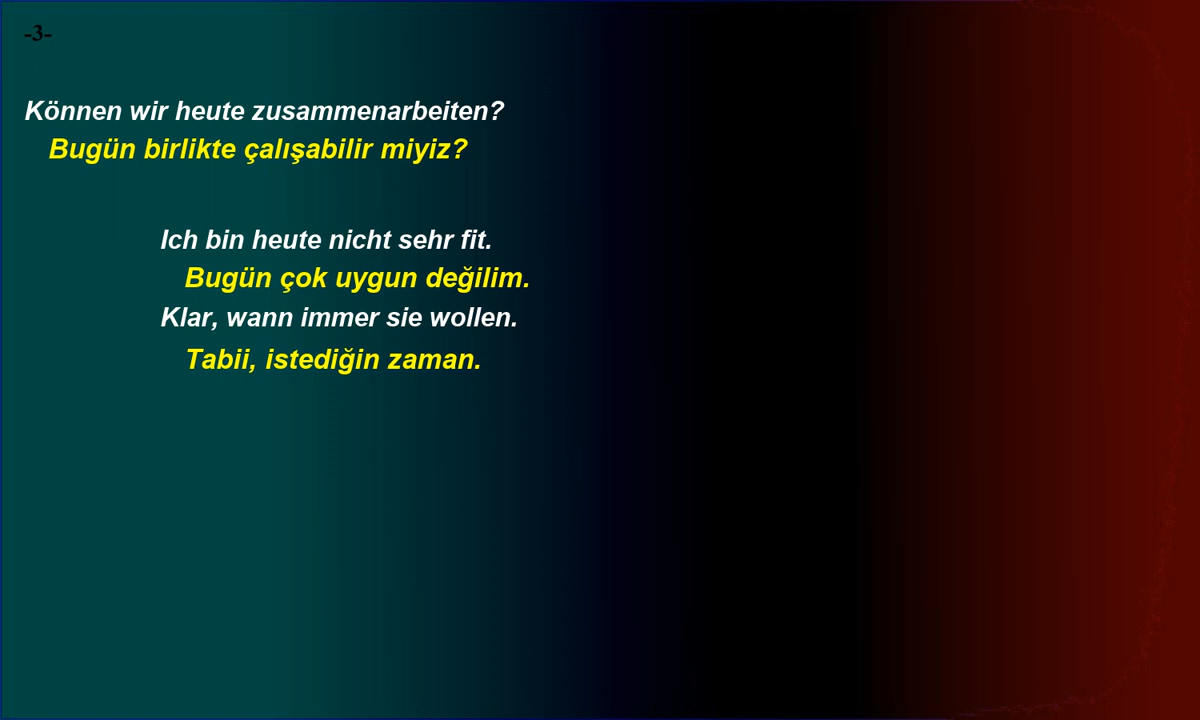 -3-
Können wir heute zusammenarbeiten?
Bugün birlikte çalışabilir miyiz?
Ich bin heute nicht sehr fit.
Bugün çok uygun değilim.
Klar, wann immer sie wollen.
Tabii, istediğin zaman.